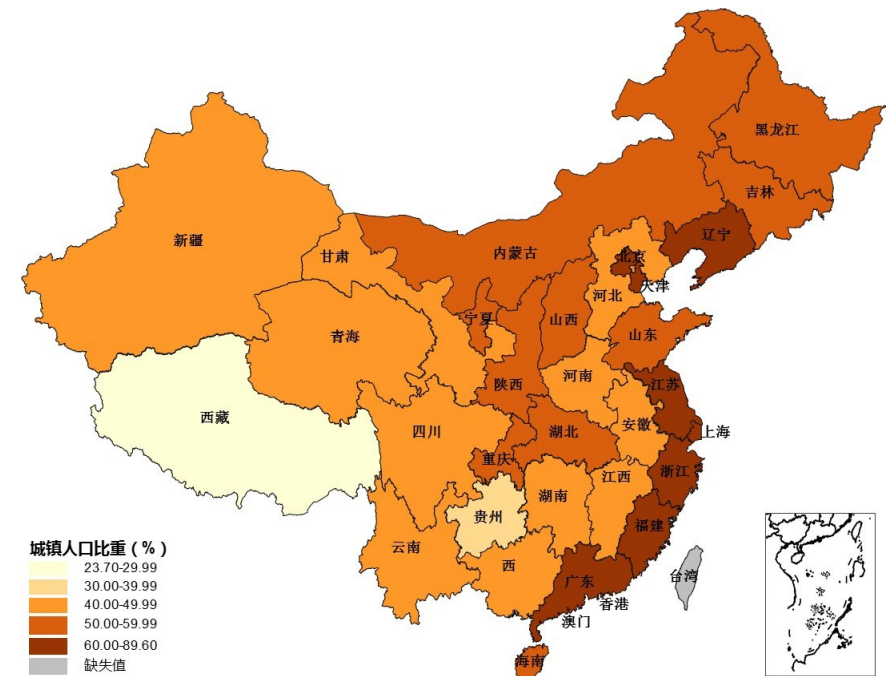 黑龙江
吉林
辽宁
新疆
内蒙古
甘肃
北京
天津
河北
宁夏
山西
山东
青海
陕西
河南
江苏
西藏
四川
湖北
安徽
上海
重庆
浙江
江西
湖南
贵州
福建
云南
西
广东
台湾
香港
澳门
海南
城镇人口比重（%）
23.70-29.99
30.00-39.99
40.00-49.99
50.00-59.99
60.00-89.60
缺失值